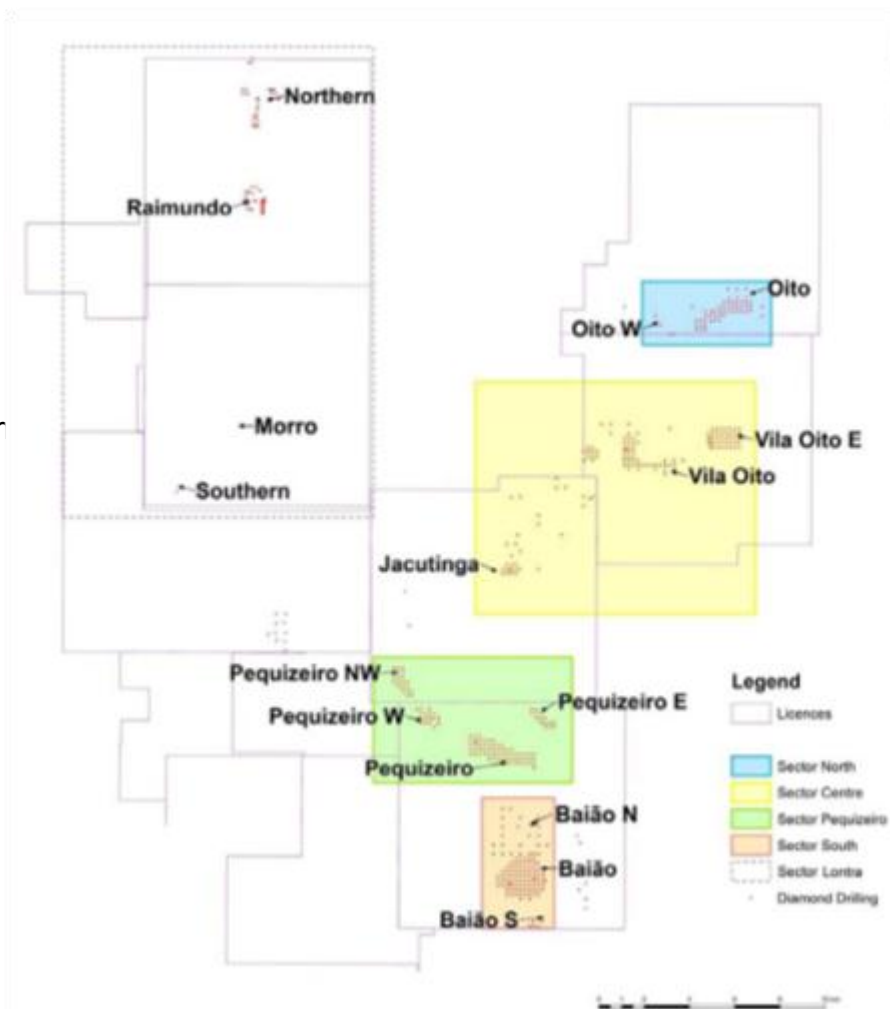 Northern
Raimundo
f
Oito
Oito W
r
Morro
Vila Oito E
Vila Oito
Southern
Jacutinga
Pequizeiro NW
Pequizeiro E
Pequizeiro W
Pequizeiro
Baião N
Baião
Baião S
Legend
Licences
Sector North
Sector Centre
Sector Pequizeiro
Sector South
Sector Lontra
Diamond Drilling